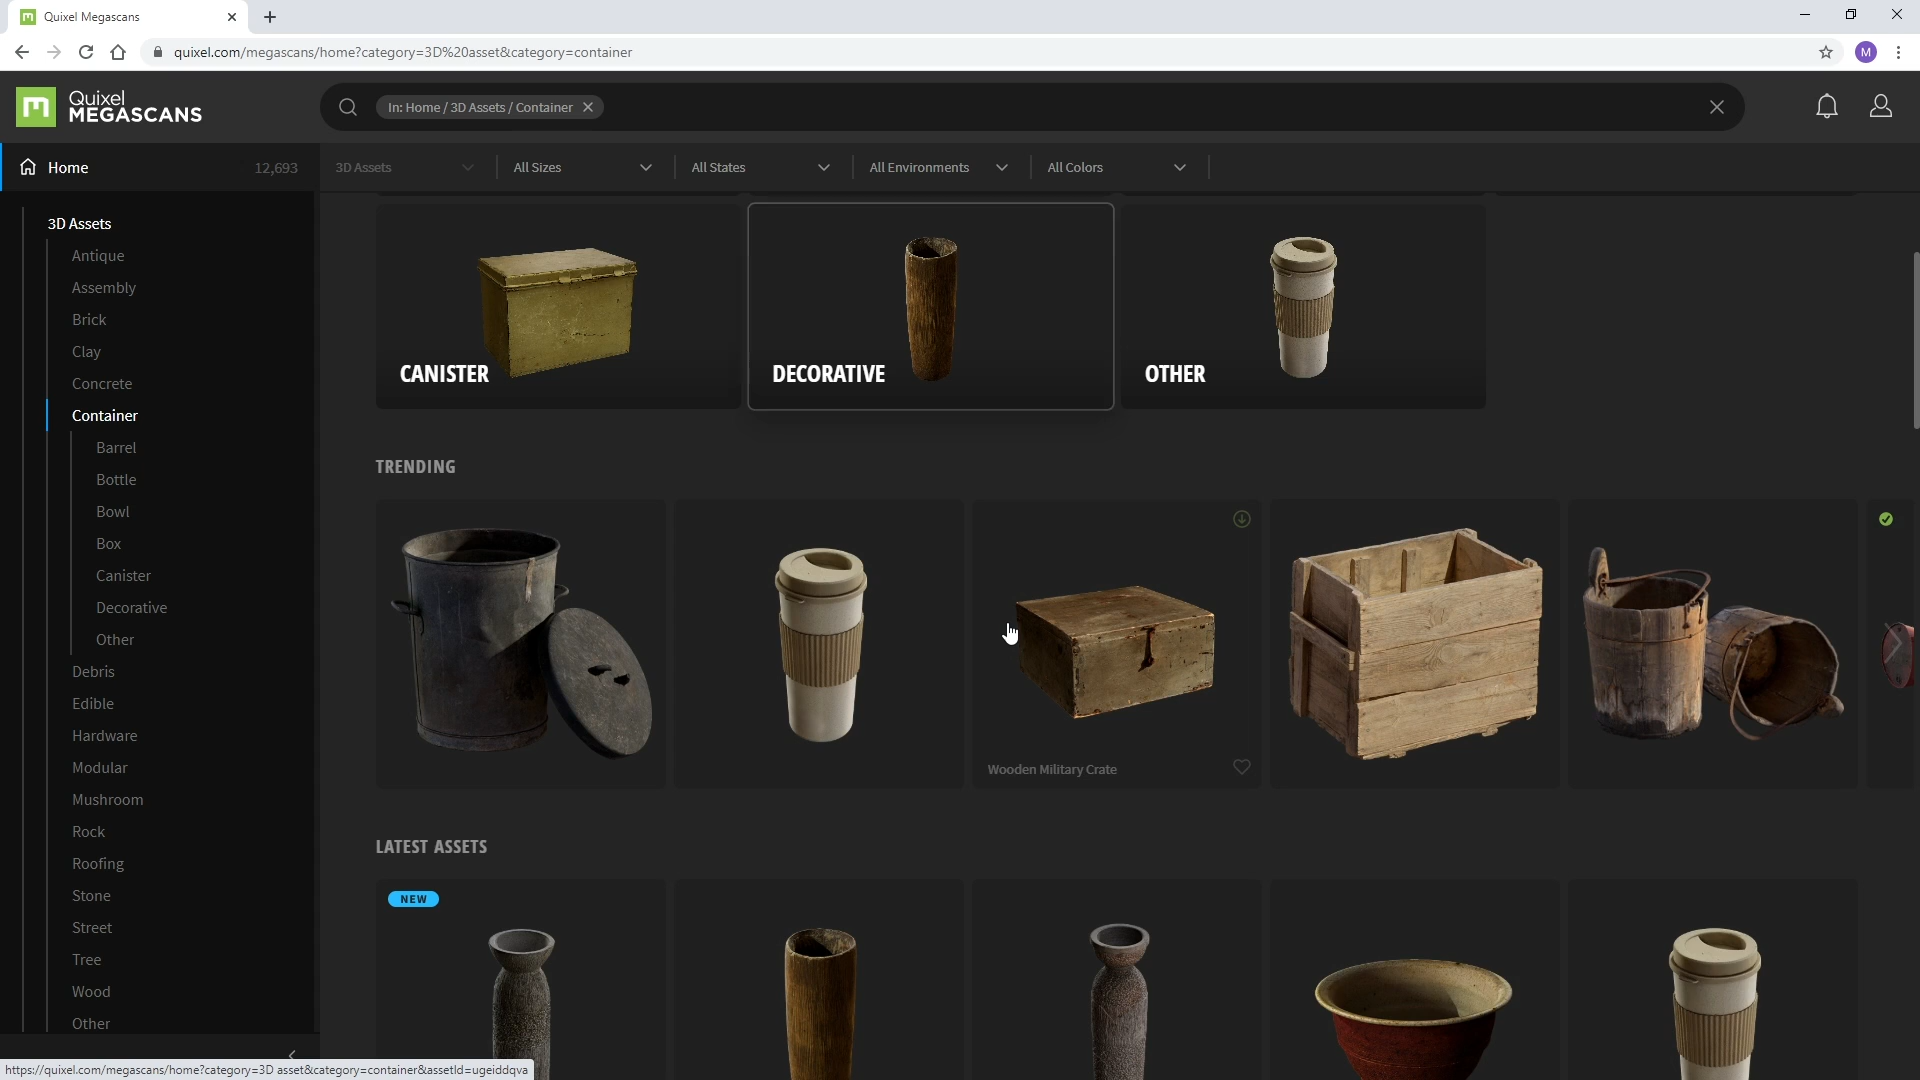 Quixel Megascans
quixel.com/megascans/home?category=3D%20asset&category=container
M
Quixel
MEGASCANS
In: Home / 3D Assets / Container
Home 12,693
3D Assets
All Sizes
All States
All Environments
All Colors
3D Assets
Antique
Assembly
Brick
Clay
Concrete
Container
Barrel
Bottle
Bowl
Box
Canister
Decorative
Other
Debris
Edible
Hardware
Modular
Mushroom
Rock
Roofing
Stone
Street
Tree
Wood
Other
CANISTER
DECORATIVE
OTHER
TRENDING
Wooden Military Crate
LATEST ASSETS
NEW
https://quixel.com/megascans/home?category=3D asset&category=container&assetId=ugeiddqva